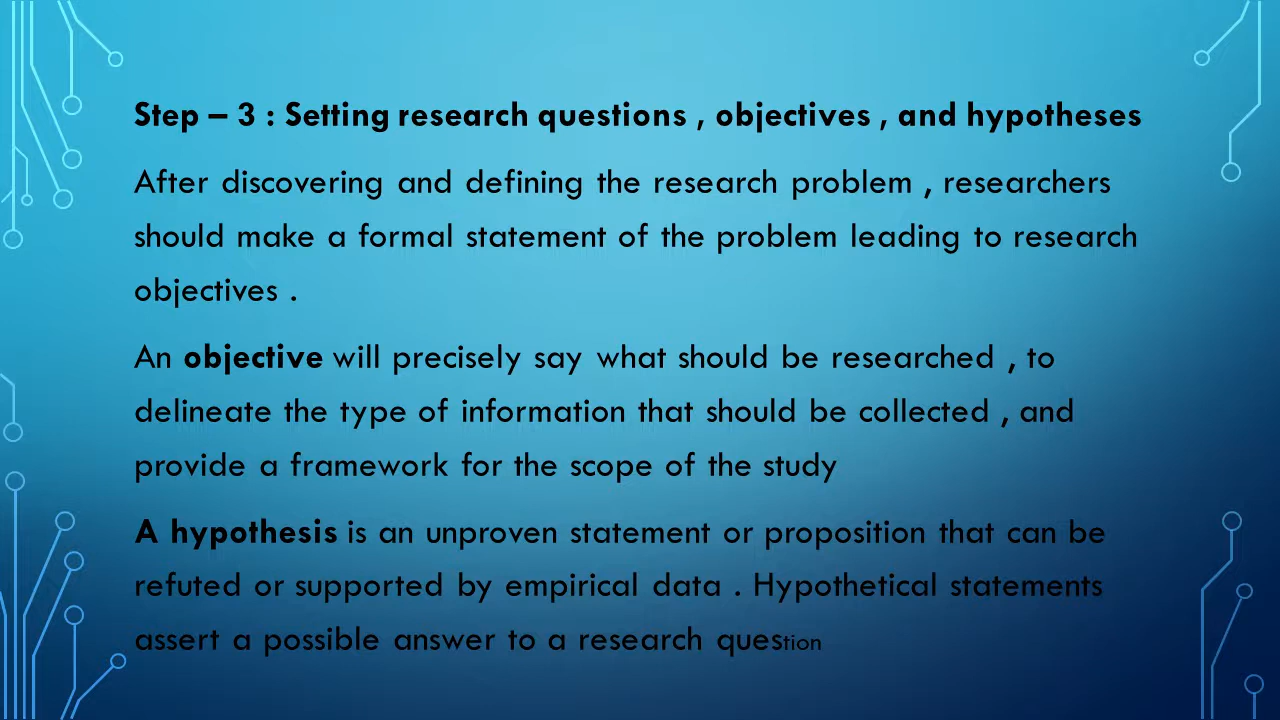 Step – 3 : Setting research questions , objectives , and hypotheses
After discovering and defining the research problem , researchers
should make a formal statement of the problem leading to research
objectives .
An objective will precisely say what should be researched , to
delineate the type of information that should be collected , and
provide a framework for the scope of the study
A hypothesis is an unproven statement or proposition that can be
refuted or supported by empirical data . Hypothetical statements
assert a possible answer to a research question